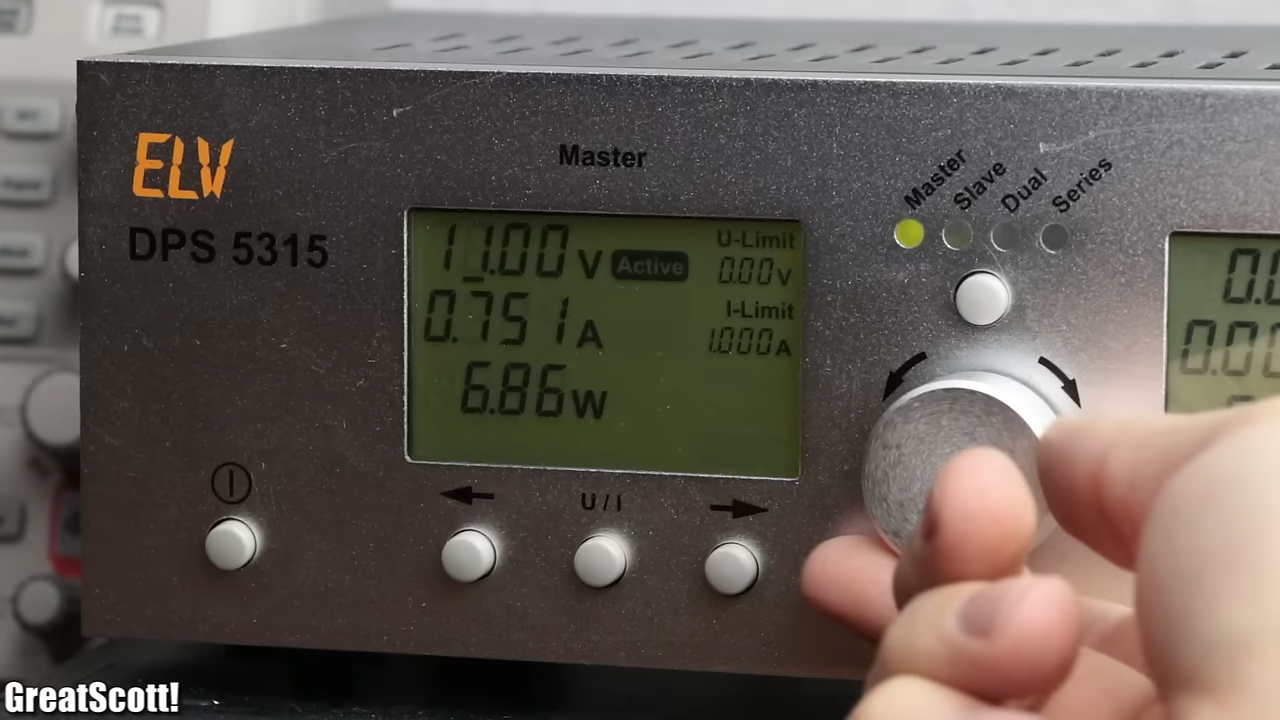 ELV
DPS 5315
Master
11.00 V Active
U-Limit
0.00 V
0.751 A
I-Limit
1.000 A
6.86 W
U / I
Master
Slave
Dual
Series
GreatScott!